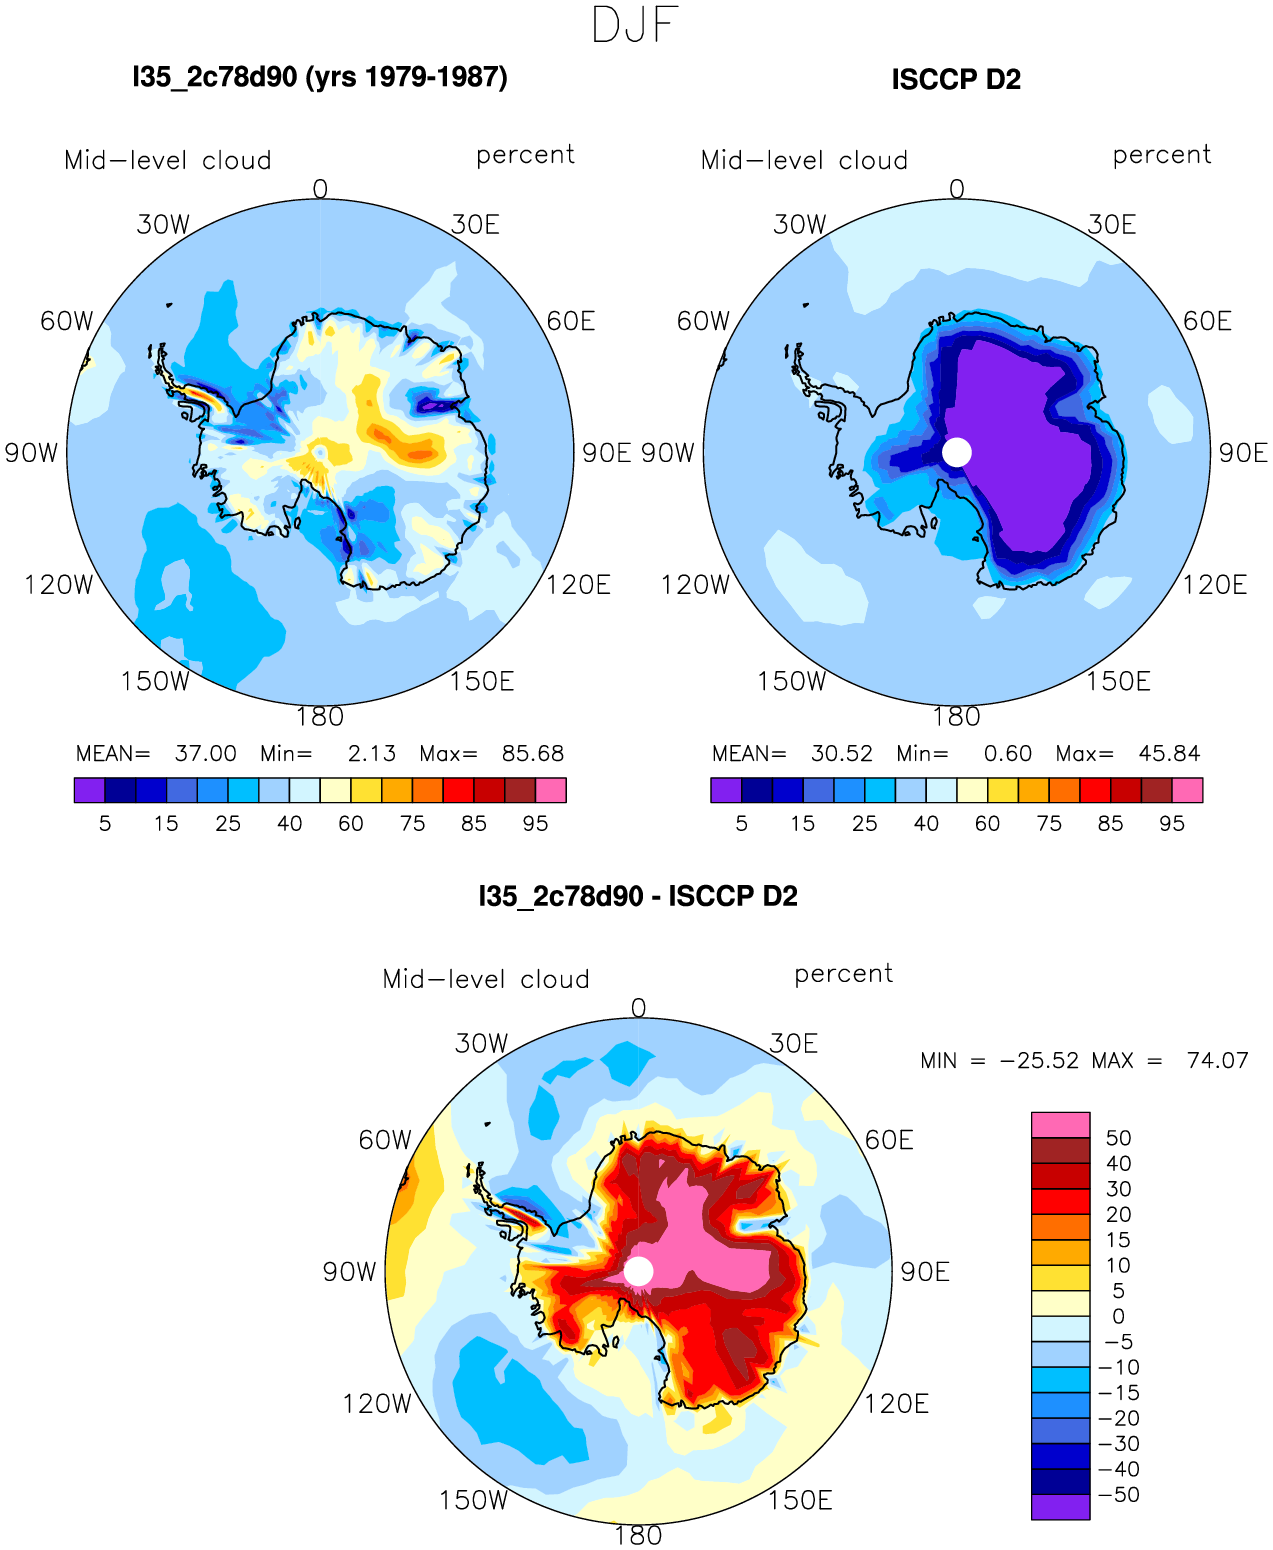 DJF
I35_2c78d90 (yrs 1979-1987)
ISCCP D2
Mid-level cloud percent
Mid-level cloud percent
0
30W 30E
60W 60E
90W 90E
120W 120E
150W 150E
180
0
30W 30E
60W 60E
90W 90E
120W 120E
150W 150E
180
MEAN= 37.00 Min= 2.13 Max= 85.68
5 15 25 40 60 75 85 95
MEAN= 30.52 Min= 0.60 Max= 45.84
5 15 25 40 60 75 85 95
I35_2c78d90 - ISCCP D2
Mid-level cloud percent
0
30W 30E
60W 60E
90W 90E
120W 120E
150W 150E
180
MIN = -25.52 MAX = 74.07
50
40
30
20
15
10
5
0
-5
-10
-15
-20
-30
-40
-50